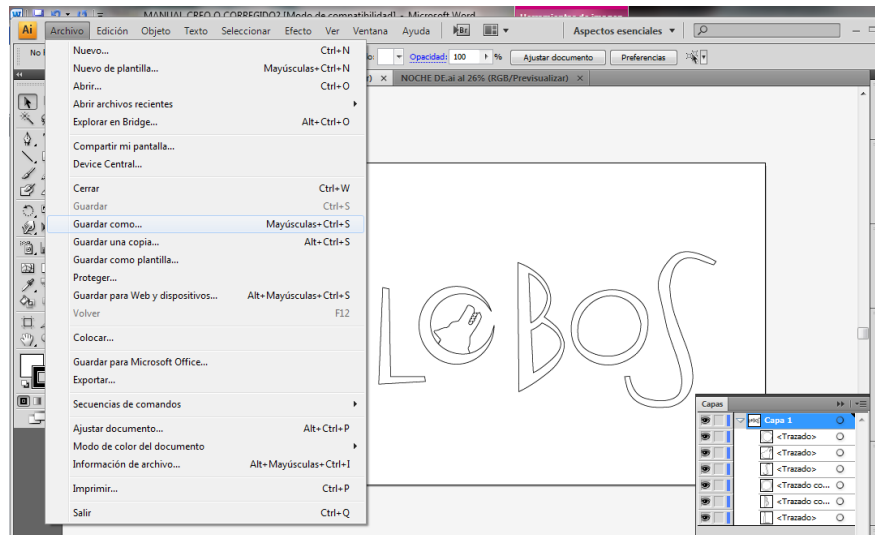 MANUAL CREO O CORREGIDO2 [Modo de compatibilidad] - Microsoft Word
Herramientas de imagen
Ai Archivo Edición Objeto Texto Seleccionar Efecto Ver Ventana Ayuda Br Aspectos esenciales
Opacidad: 100 % Ajustar documento Preferencias
NOCHE DE.ai al 26% (RGB/Previsualizar) ×
Nuevo... Ctrl+N
Nuevo de plantilla... Mayúsculas+Ctrl+N
Abrir... Ctrl+O
Abrir archivos recientes
Explorar en Bridge... Alt+Ctrl+O
Compartir mi pantalla...
Device Central...
Cerrar Ctrl+W
Guardar Ctrl+S
Guardar como... Mayúsculas+Ctrl+S
Guardar una copia... Alt+Ctrl+S
Guardar como plantilla...
Proteger...
Guardar para Web y dispositivos... Alt+Mayúsculas+Ctrl+S
Volver F12
Colocar...
Guardar para Microsoft Office...
Exportar...
Secuencias de comandos
Ajustar documento... Alt+Ctrl+P
Modo de color del documento
Información de archivo... Alt+Mayúsculas+Ctrl+I
Imprimir... Ctrl+P
Salir Ctrl+Q
LOBOS
Capas
Capa 1
<Trazado>
<Trazado>
<Trazado>
<Trazado co...
<Trazado co...
<Trazado>